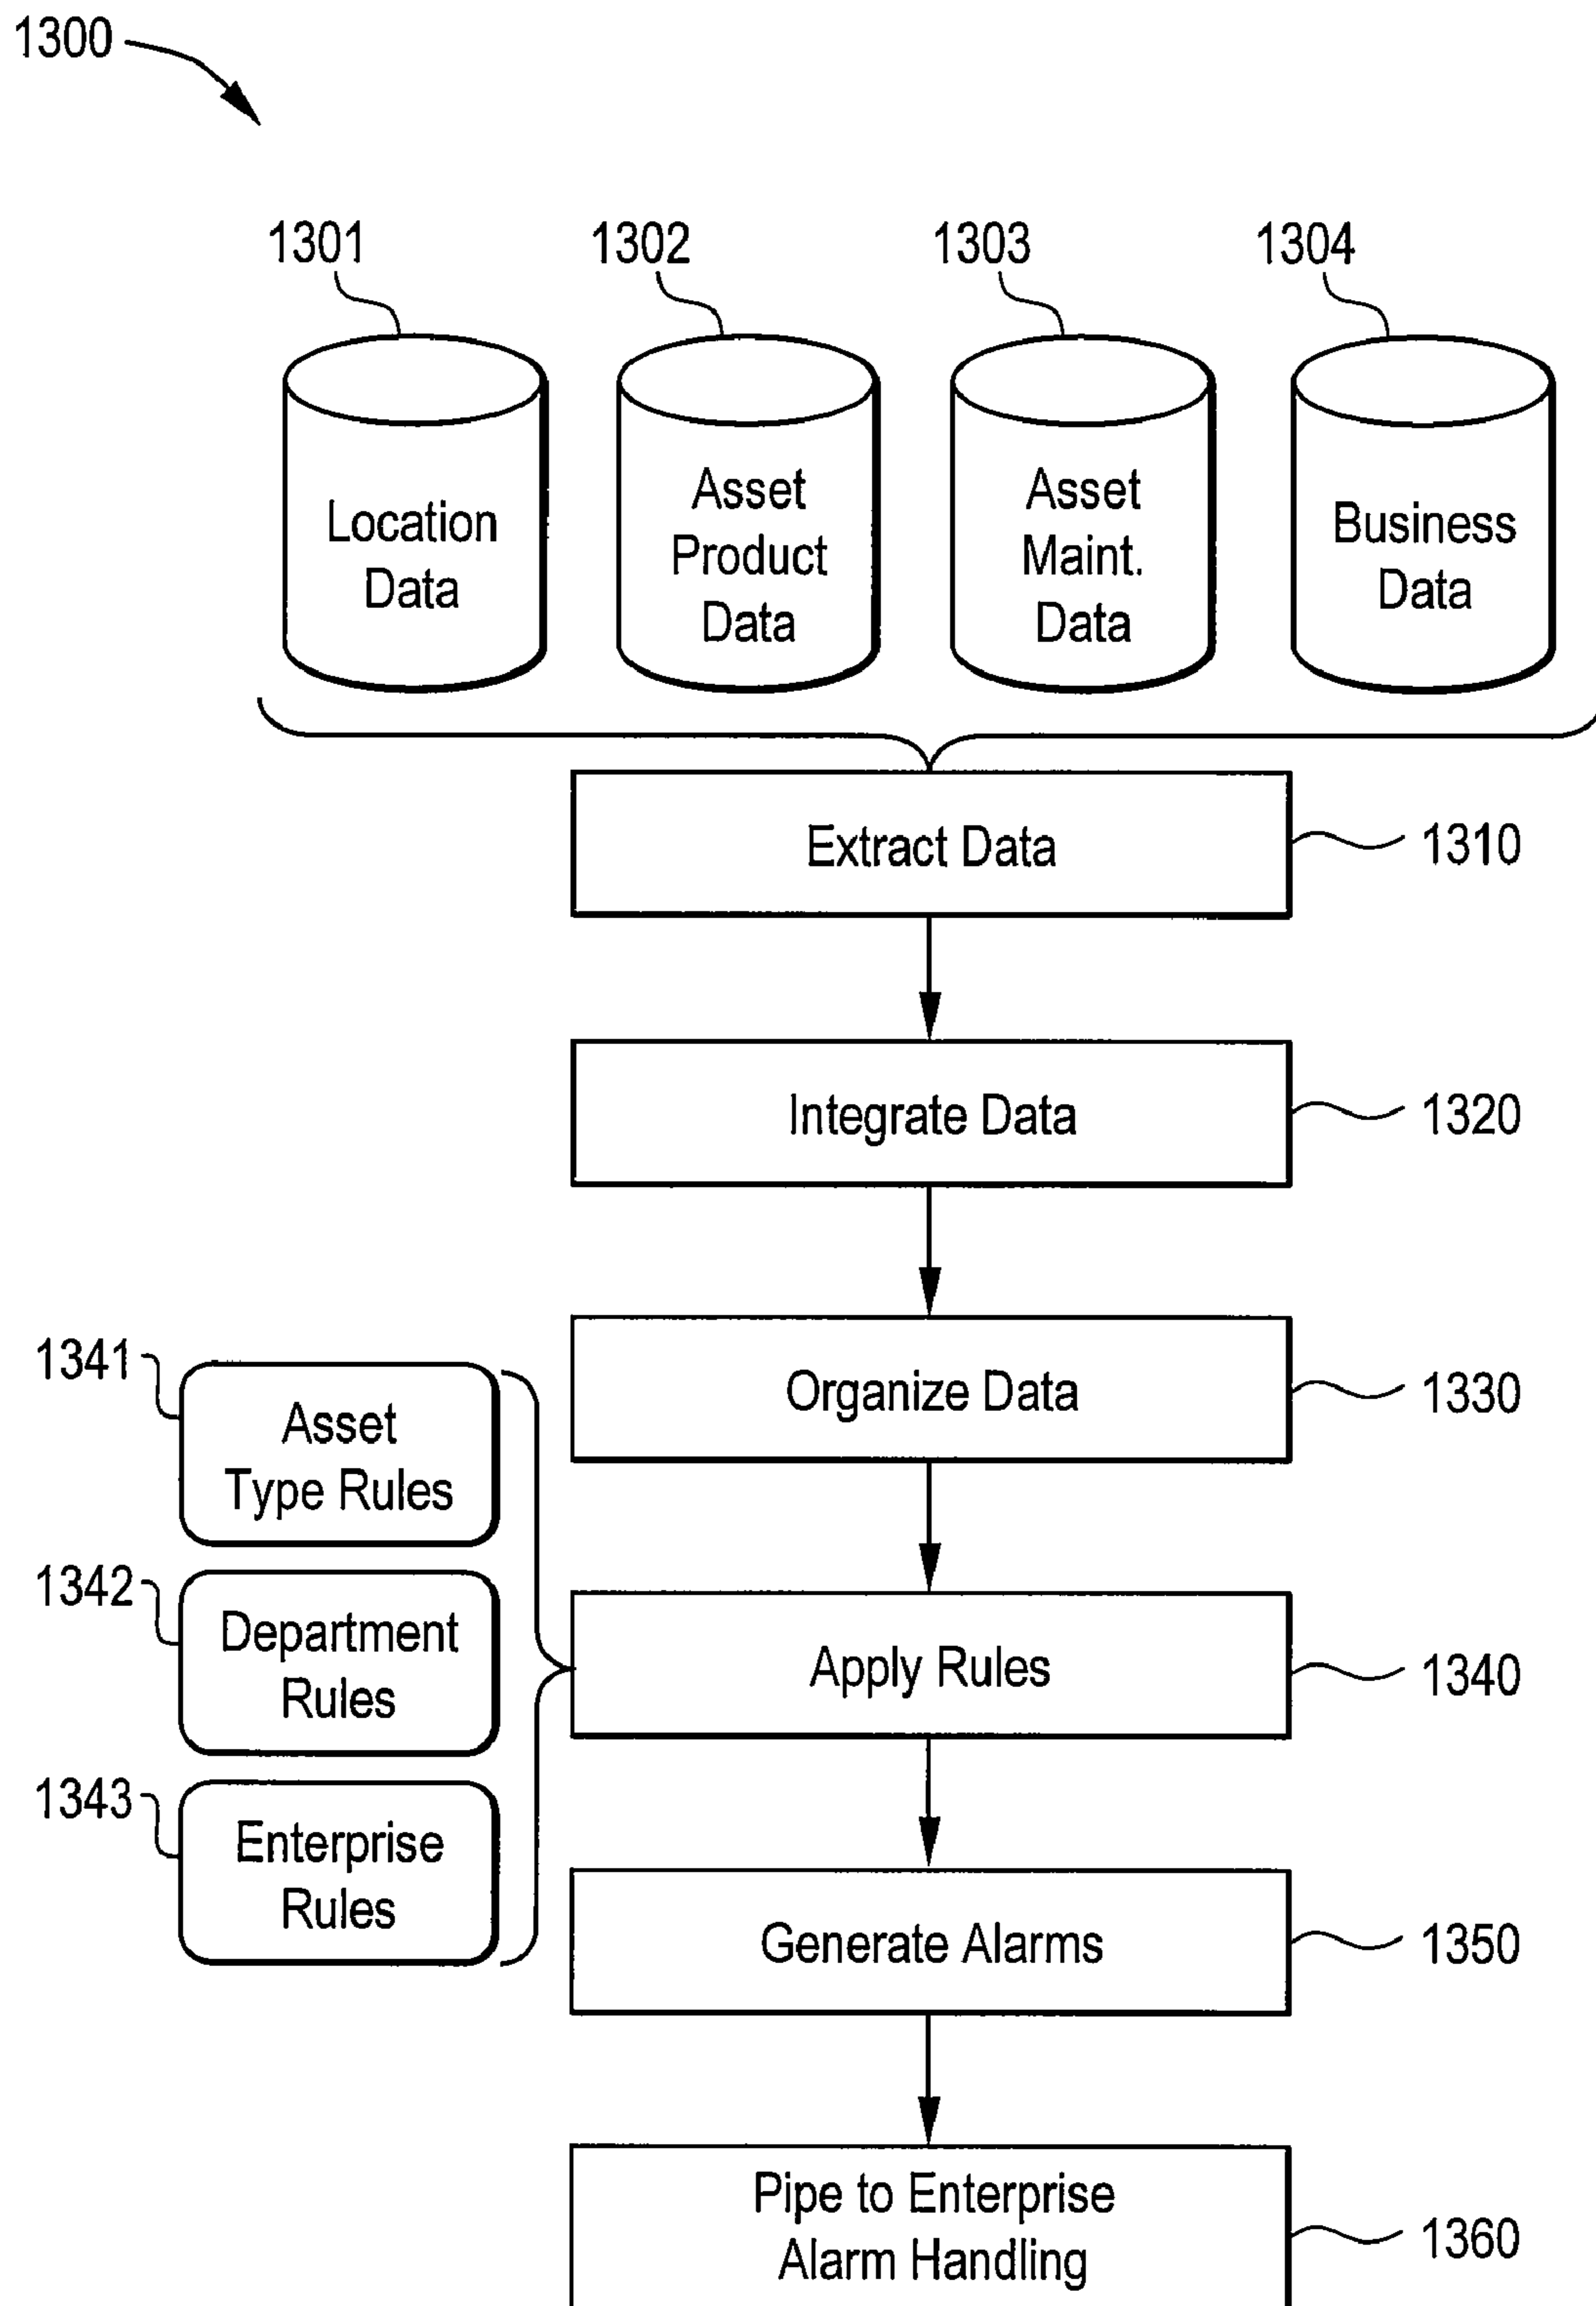 1300
1301
1302
1303
1304
Location
Data
Asset
Product
Data
Asset
Maint.
Data
Business
Data
Extract Data
1310
Integrate Data
1320
Organize Data
1330
1341
Asset
Type Rules
1342
Department
Rules
1343
Enterprise
Rules
Apply Rules
1340
Generate Alarms
1350
Pipe to Enterprise
Alarm Handling
1360